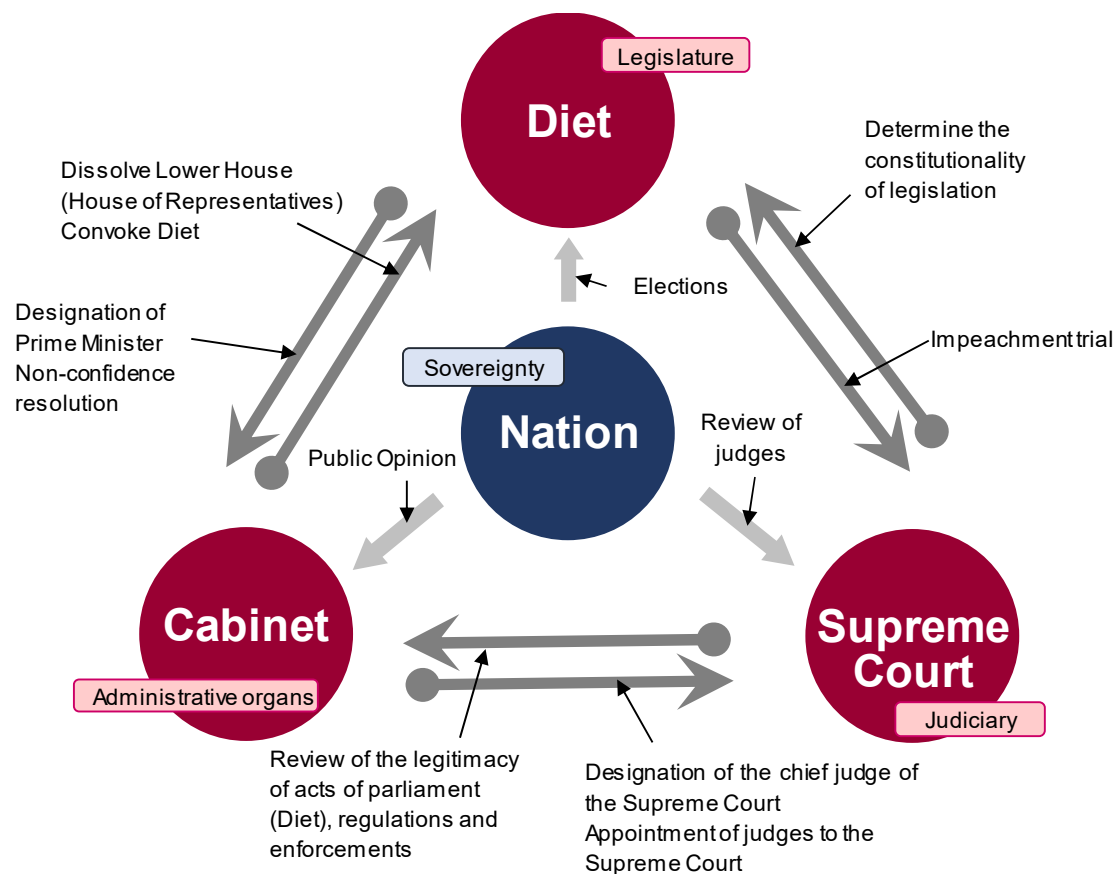 Legislature
Diet
Determine the
constitutionality
of legislation
Dissolve Lower House
(House of Representatives)
Convoke Diet
Elections
Designation of
Prime Minister
Non-confidence
resolution
Impeachment trial
Sovereignty
Nation
Review of
judges
Public Opinion
Cabinet
Administrative organs
Supreme
Court
Judiciary
Review of the legitimacy
of acts of parliament
(Diet), regulations and
enforcements
Designation of the chief judge of
the Supreme Court
Appointment of judges to the
Supreme Court